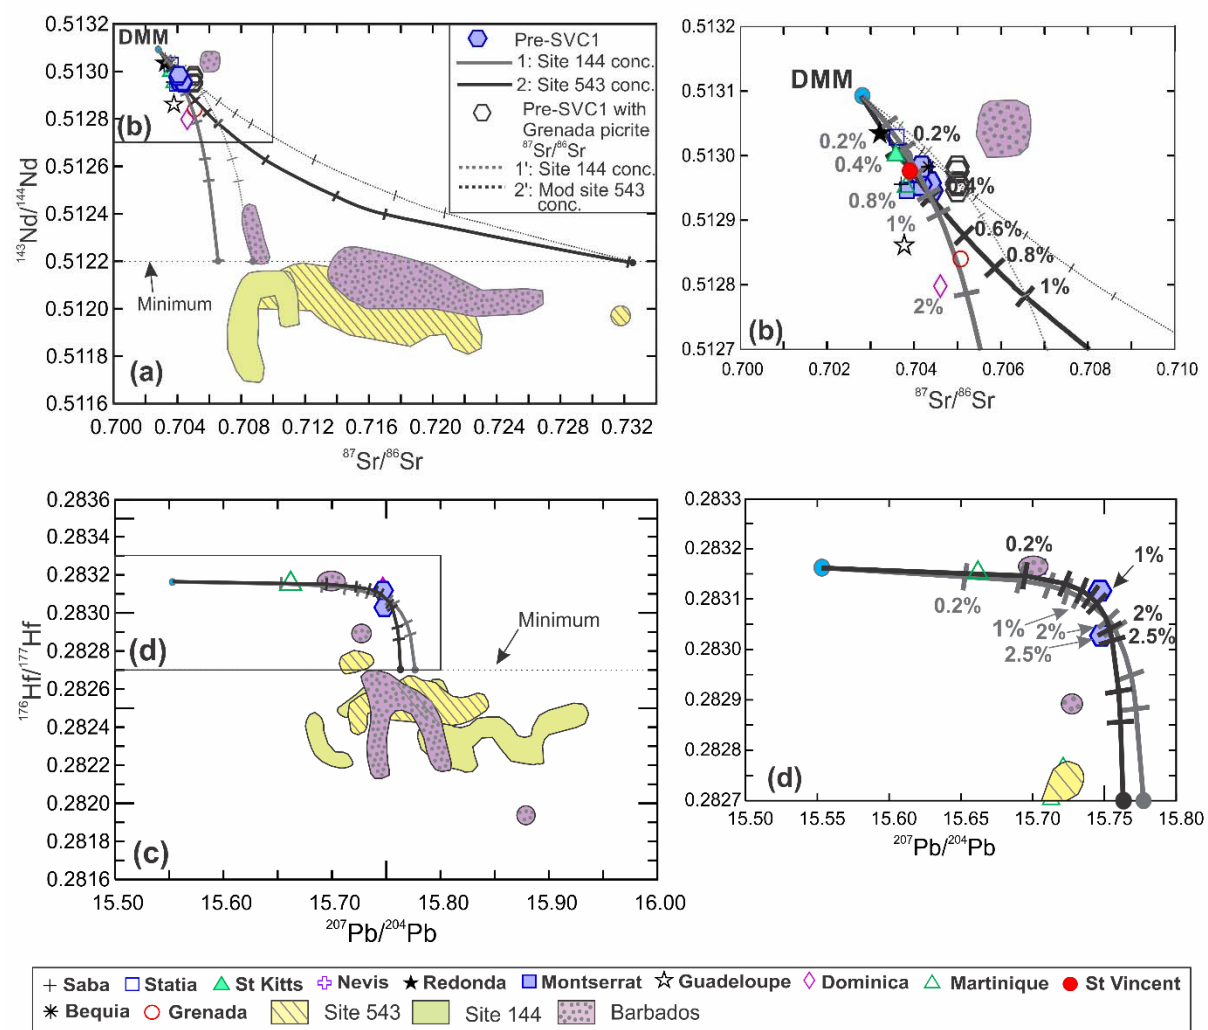 0.5132
0.5130
0.5128
0.5126
0.5124
0.5122
0.5120
0.5118
0.5116
¹⁴³Nd/¹⁴⁴Nd
DMM
(b)
Minimum
(a)
Pre-SVC1
1: Site 144 conc.
2: Site 543 conc.
Pre-SVC1 with
Grenada picrite
⁸⁷Sr/⁸⁶Sr
1': Site 144 conc.
2': Mod site 543
conc.
0.700 0.704 0.708 0.712 0.716 0.720 0.724 0.728 0.732
⁸⁷Sr/⁸⁶Sr
0.5132
0.5131
0.5130
0.5129
0.5128
0.5127
DMM
0.2%
0.2%
0.4%
0.4%
0.8%
0.6%
1%
0.8%
1%
2%
(b)
0.700 0.702 0.704 0.706 0.708 0.710
⁸⁷Sr/⁸⁶Sr
0.2836
0.2834
0.2832
0.2830
0.2828
0.2826
0.2824
0.2822
0.2820
0.2818
0.2816
¹⁷⁶Hf/¹⁷⁷Hf
(d)
Minimum
(c)
15.50 15.60 15.70 15.80 15.90 16.00
²⁰⁷Pb/²⁰⁴Pb
0.2833
0.2832
0.2831
0.2830
0.2829
0.2828
0.2827
0.2%
1%
0.2%
1%
2%
2%
2.5%
2.5%
(d)
15.50 15.55 15.60 15.65 15.70 15.75 15.80
²⁰⁷Pb/²⁰⁴Pb
Saba Statia St Kitts Nevis Redonda Montserrat Guadeloupe Dominica Martinique St Vincent
Bequia Grenada Site 543 Site 144 Barbados